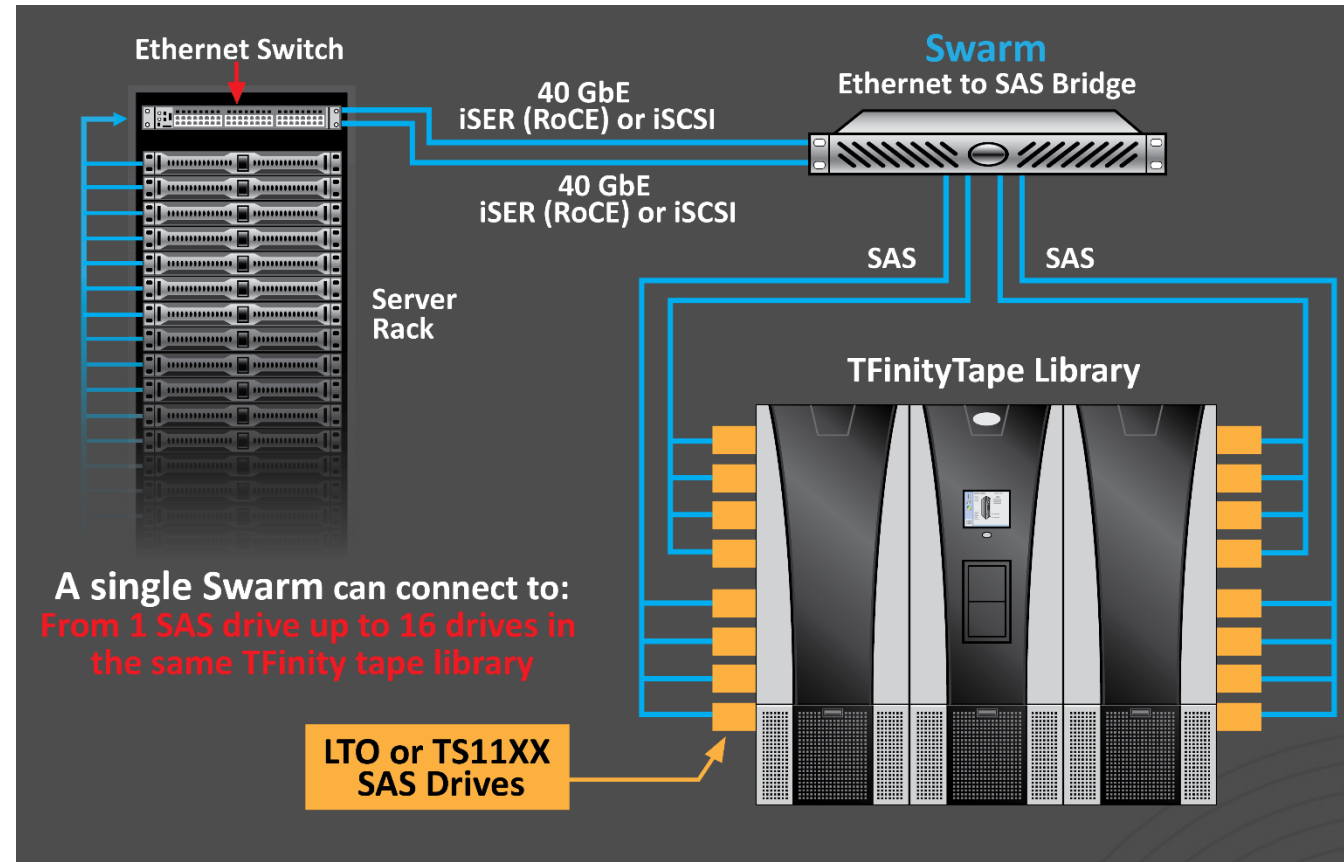 Ethernet Switch
Swarm
Ethernet to SAS Bridge
40 GbE
iSER (RoCE) or iSCSI
40 GbE
iSER (RoCE) or iSCSI
SAS
SAS
Server
Rack
TFinityTape Library
A single Swarm can connect to:
From 1 SAS drive up to 16 drives in
the same TFinity tape library
LTO or TS11XX
SAS Drives